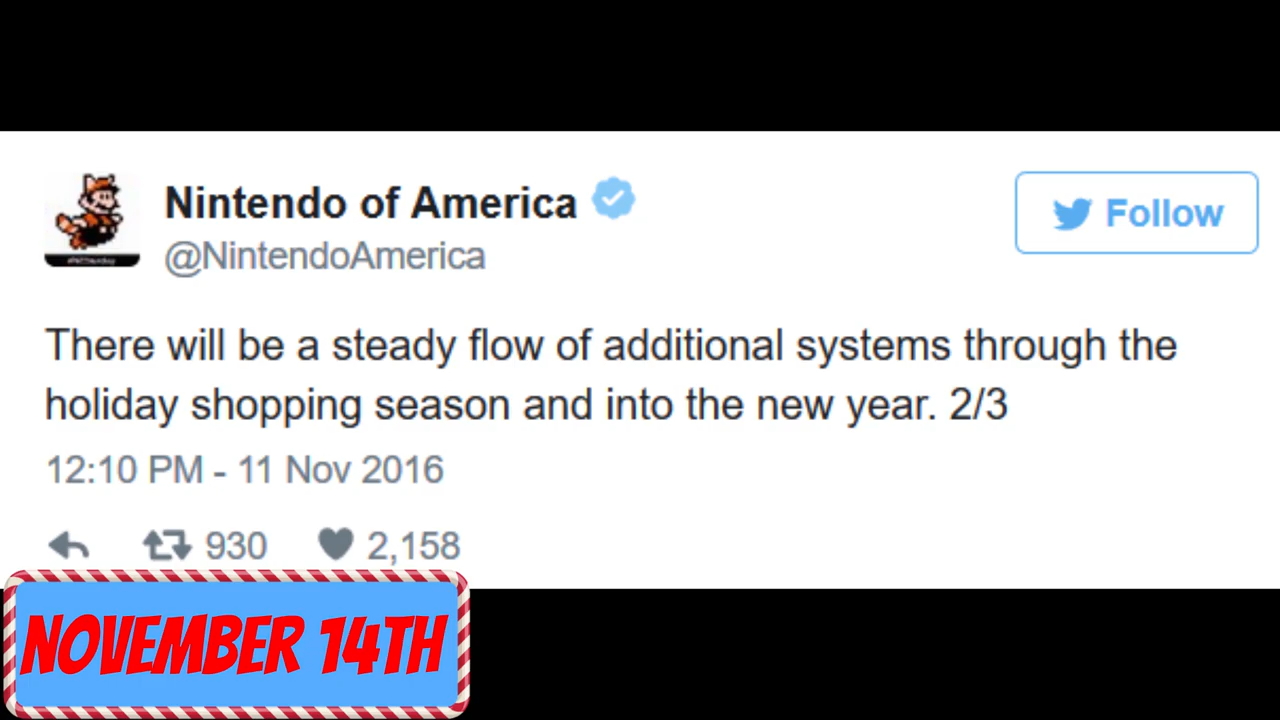 Nintendo of America
@NintendoAmerica
Follow
There will be a steady flow of additional systems through the
holiday shopping season and into the new year. 2/3
12:10 PM - 11 Nov 2016
930 2,158
NOVEMBER 14TH